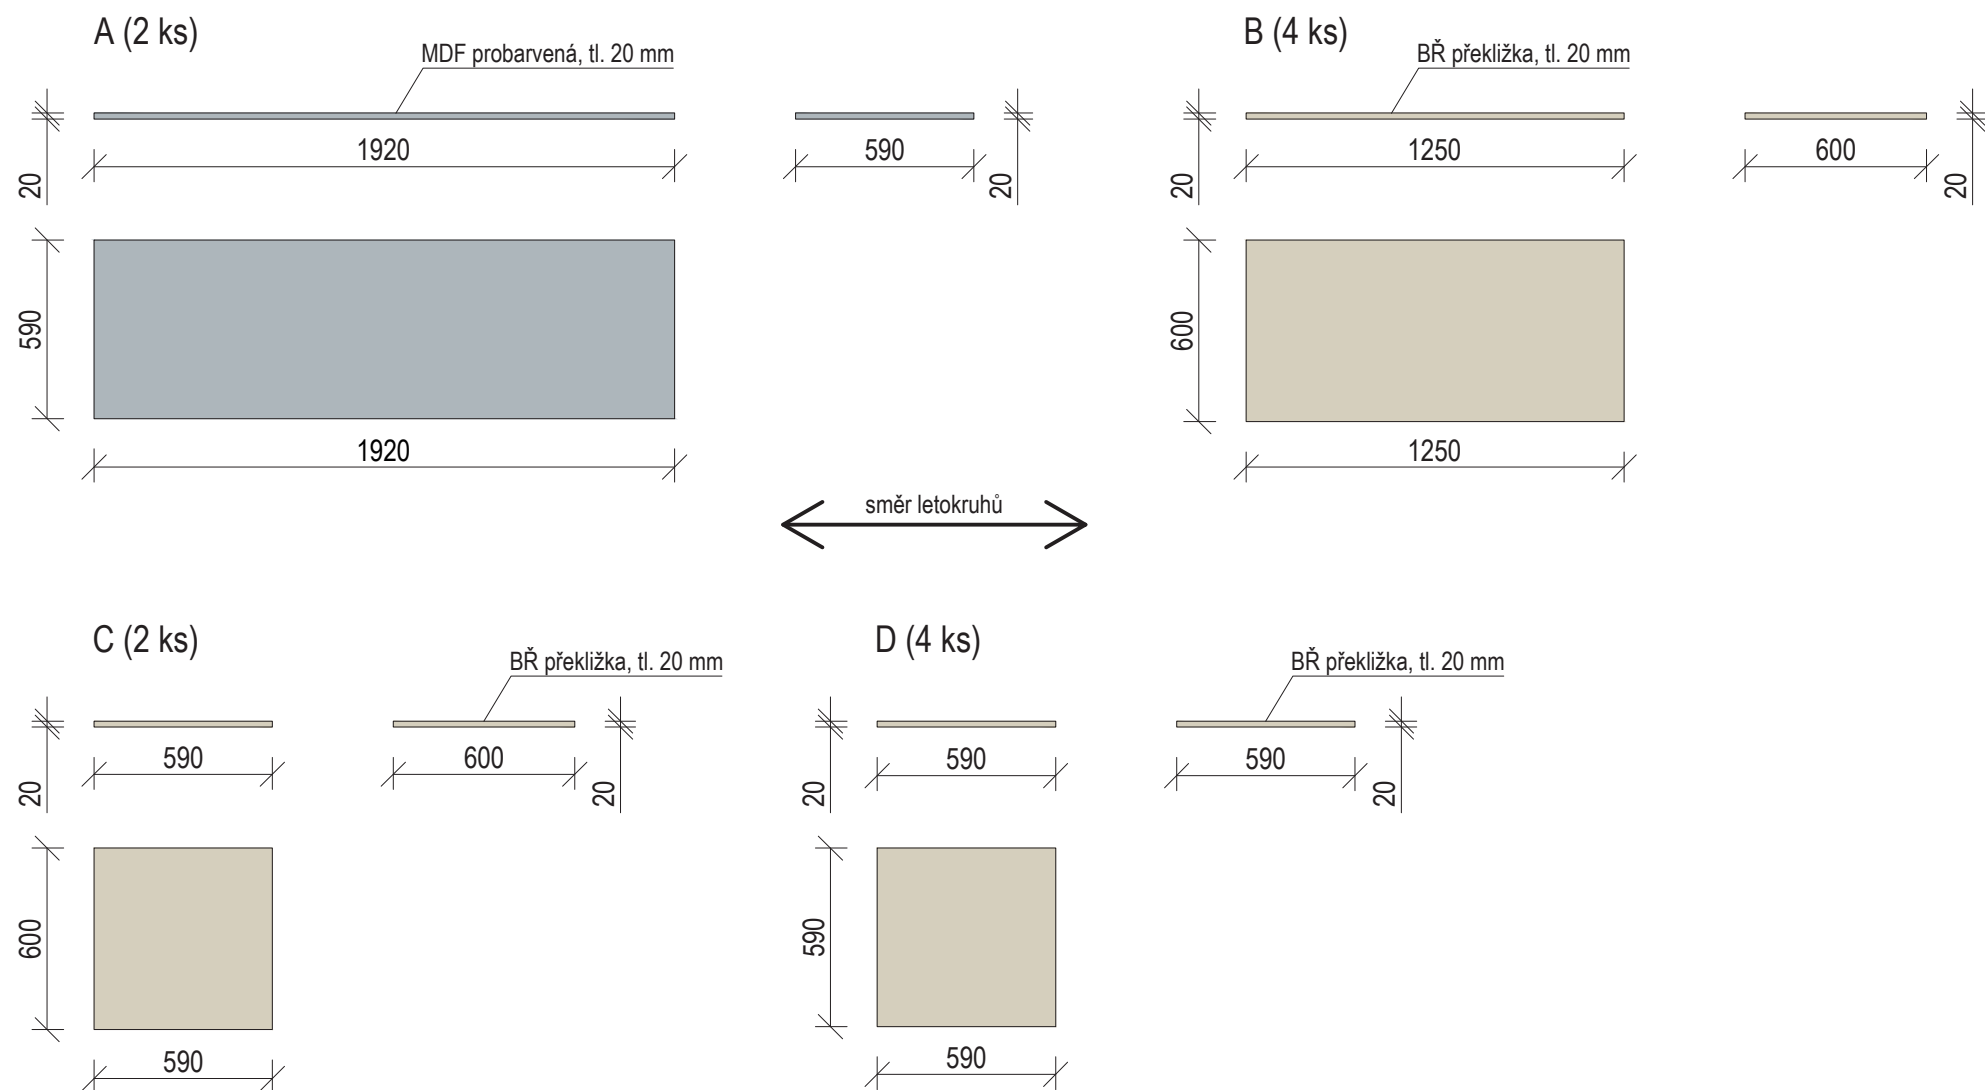 A (2 ks)
MDF probarvená, tl. 20 mm
20
1920
590
20
590
1920
B (4 ks)
BŘ překližka, tl. 20 mm
20
1250
600
20
600
1250
směr letokruhů
C (2 ks)
BŘ překližka, tl. 20 mm
20
590
600
20
600
590
D (4 ks)
BŘ překližka, tl. 20 mm
20
590
590
20
590
590